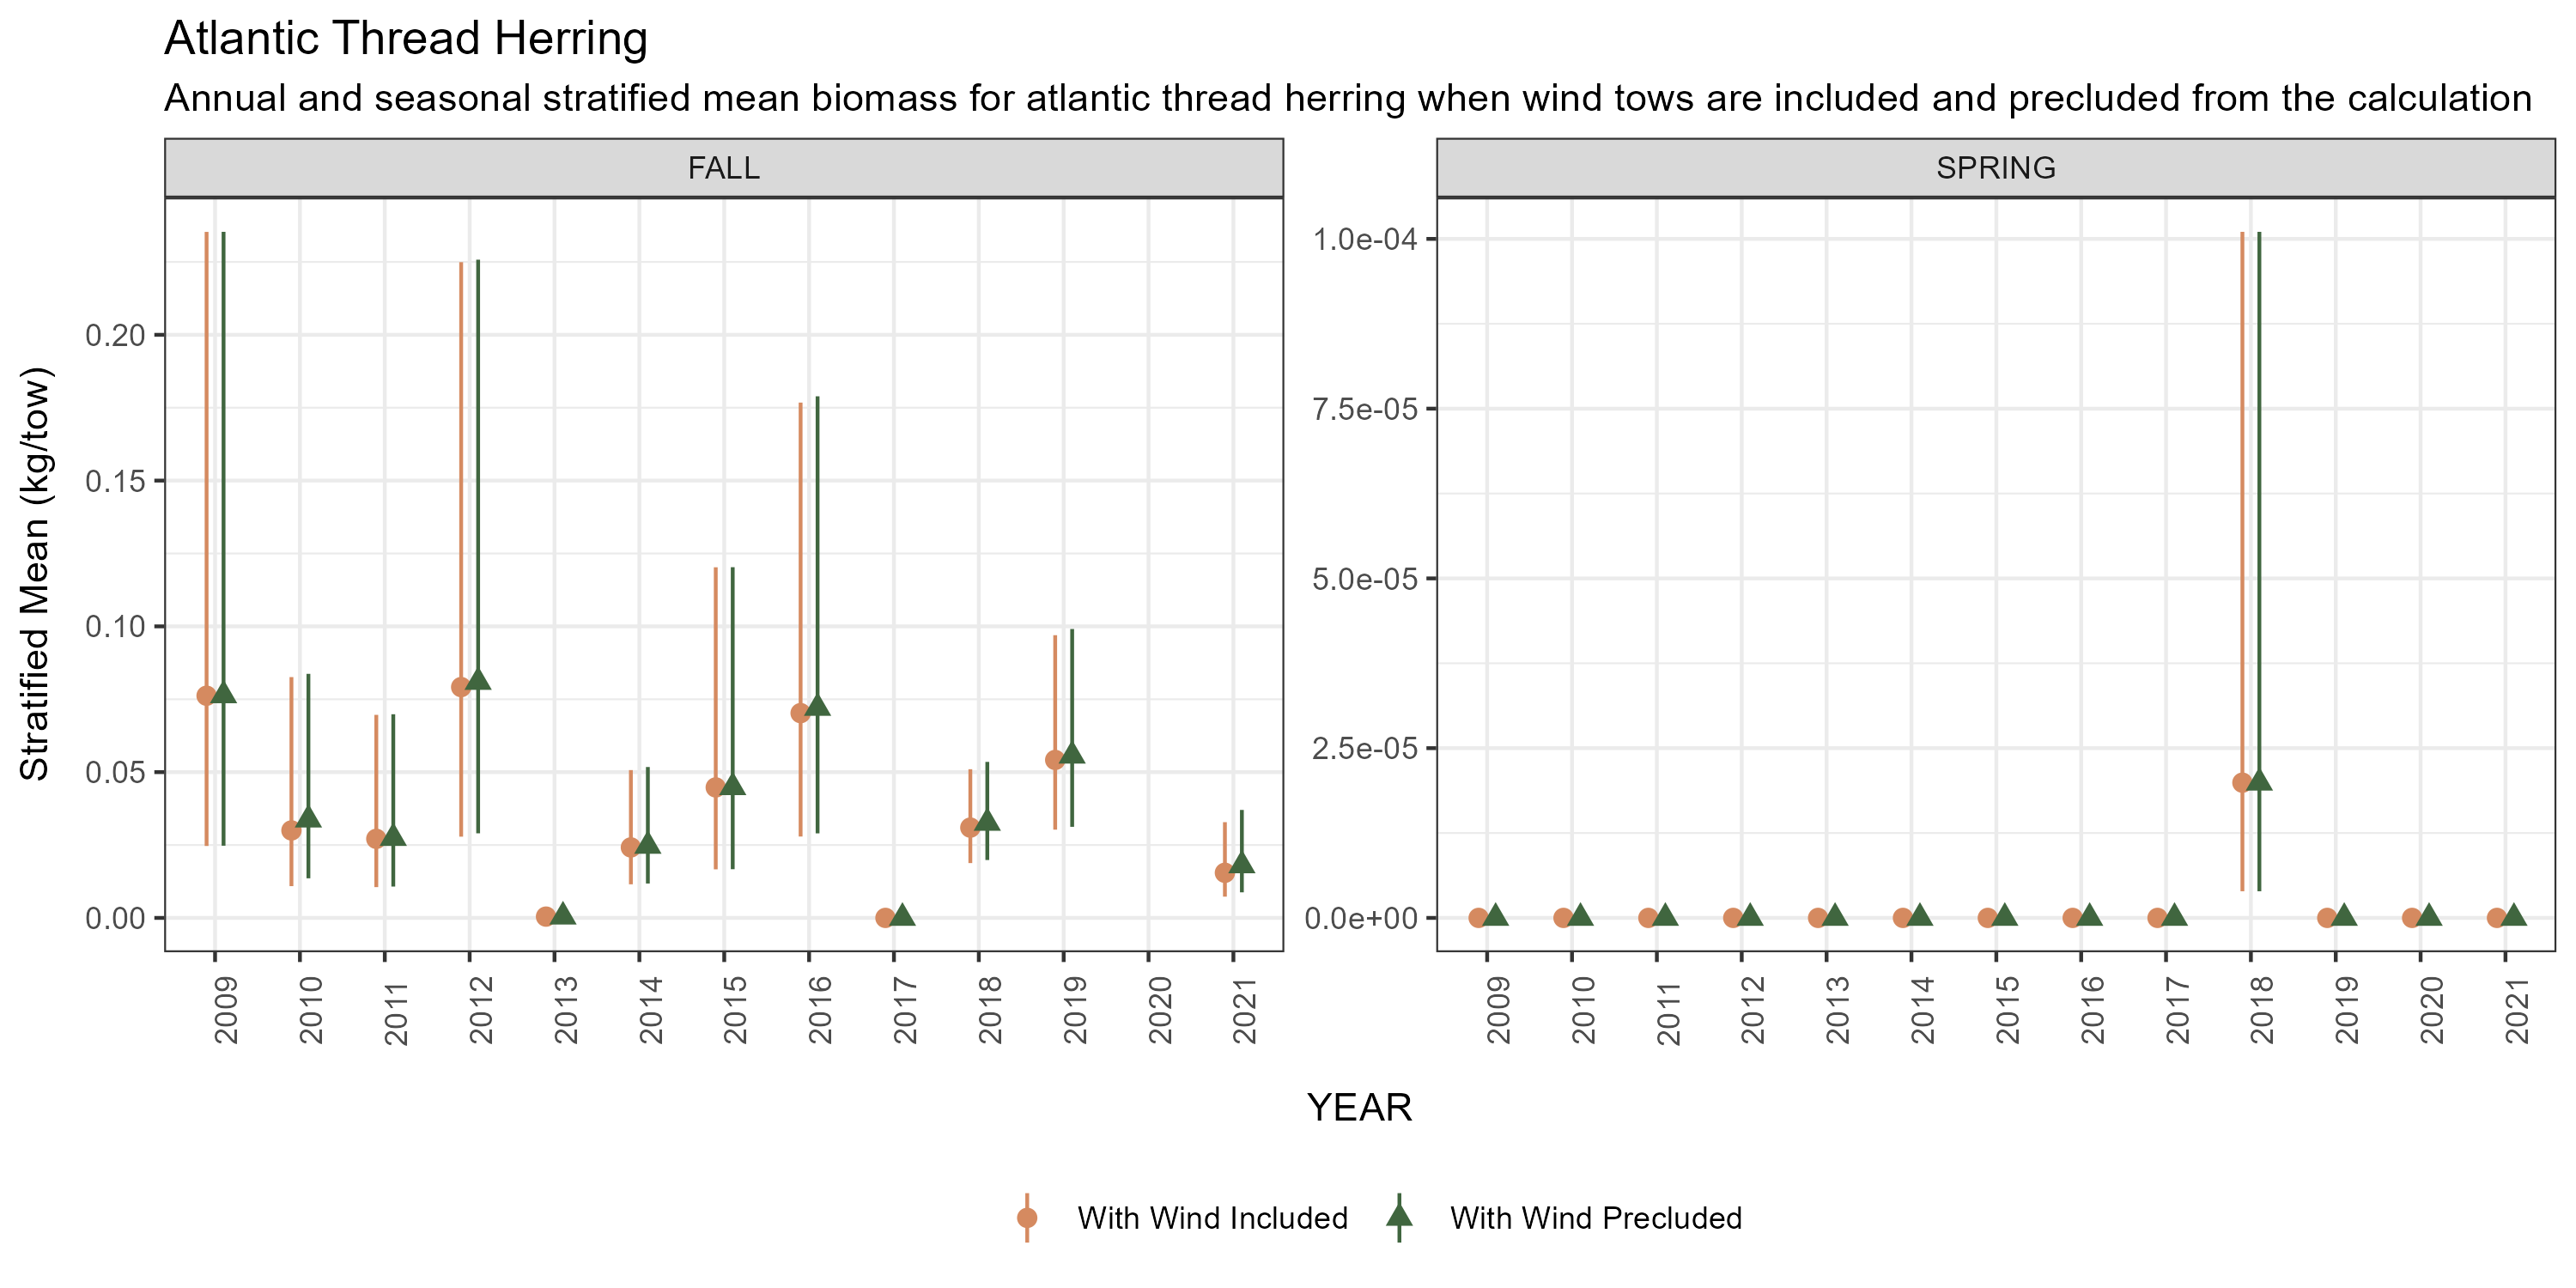 Atlantic Thread Herring
Annual and seasonal stratified mean biomass for atlantic thread herring when wind tows are included and precluded from the calculation
FALL
SPRING
Stratified Mean (kg/tow)
0.20
0.15
0.10
0.05
0.00
1.0e-04
7.5e-05
5.0e-05
2.5e-05
0.0e+00
2009 2010 2011 2012 2013 2014 2015 2016 2017 2018 2019 2020 2021
2009 2010 2011 2012 2013 2014 2015 2016 2017 2018 2019 2020 2021
YEAR
With Wind Included With Wind Precluded